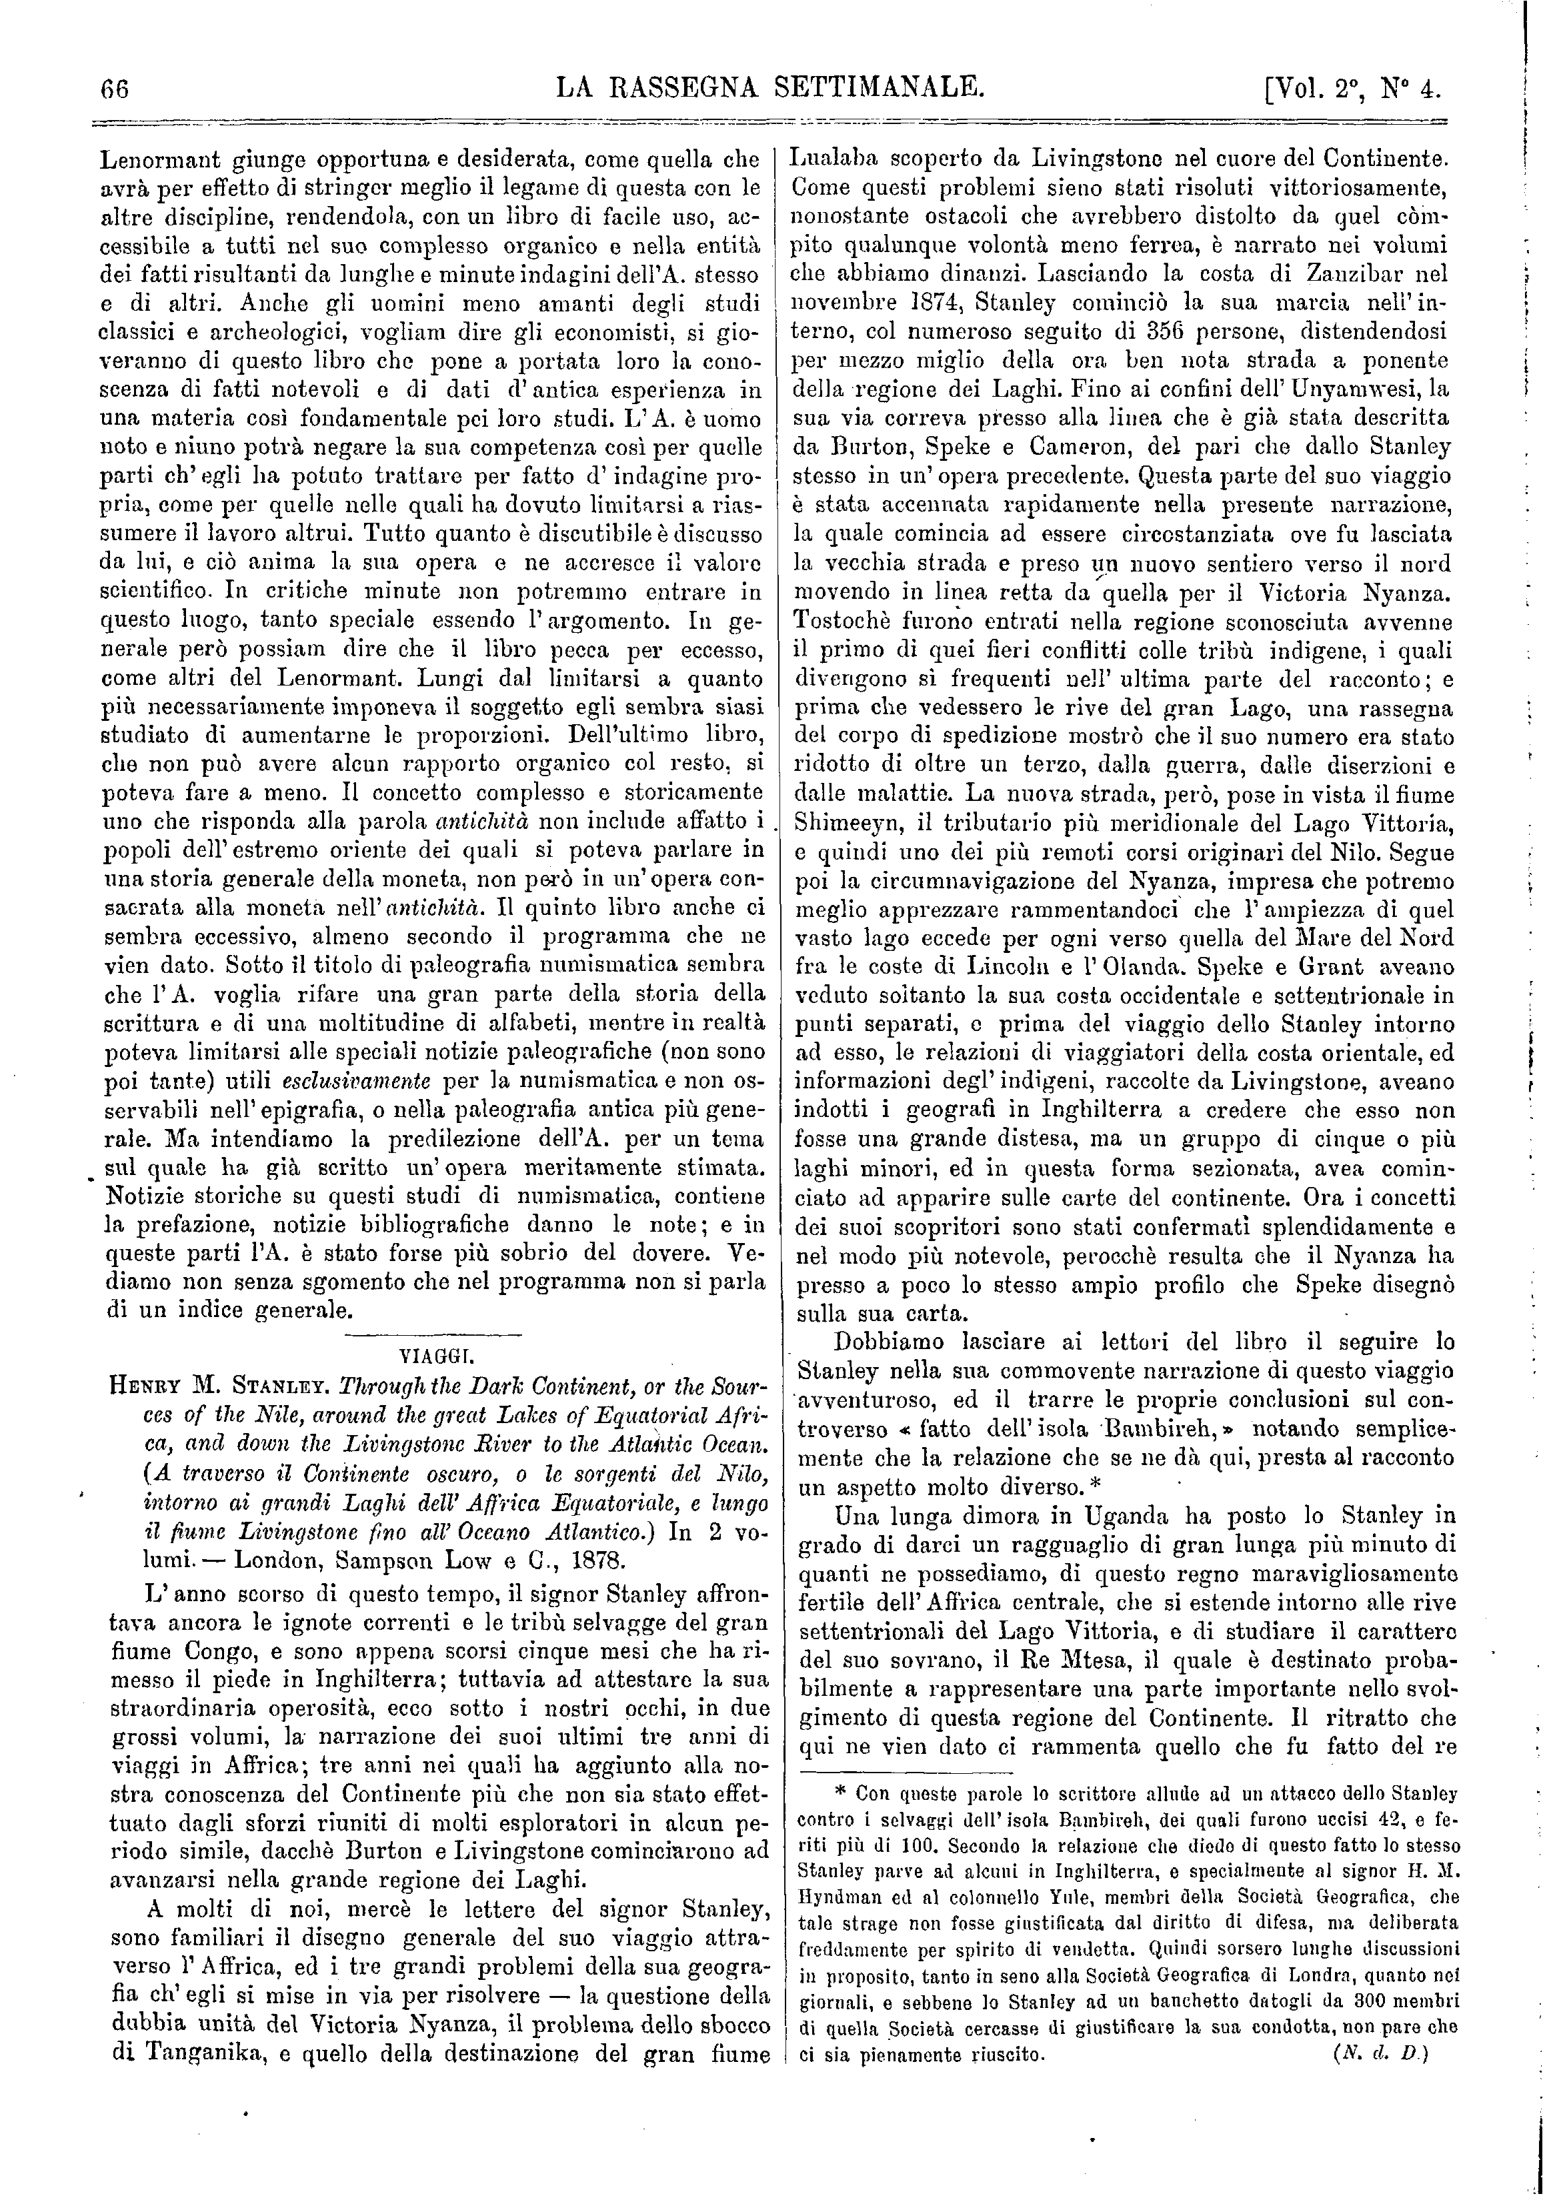 66
LA RASSEGNA SETTIMANALE.
[Vol. 2°, N° 4.
Lenormant giunge opportuna e desiderata, come quella che
avrà per effetto di stringer meglio il legame di questa con le
altre discipline, rendendola, con un libro di facile uso, ac-
cessibile a tutti nel suo complesso organico e nella entità
dei fatti risultanti da lunghe e minute indagini dell'A. stesso
e di altri. Anche gli uomini meno amanti degli studi
classici e archeologici, vogliam dire gli economisti, si gio-
veranno di questo libro che pone a portata loro la cono-
scenza di fatti notevoli e di dati d'antica esperienza in
una materia così fondamentale pei loro studi. L'A. è uomo
noto e niuno potrà negare la sua competenza così per quelle
parti ch'egli ha potuto trattare per fatto d'indagine pro-
pria, come per quelle nelle quali ha dovuto limitarsi a rias-
sumere il lavoro altrui. Tutto quanto è discutibile è discusso
da lui, e ciò anima la sua opera e ne accresce il valore
scientifico. In critiche minute non potremmo entrare in
questo luogo, tanto speciale essendo l'argomento. In ge-
nerale però possiam dire che il libro pecca per eccesso,
come altri del Lenormant. Lungi dal limitarsi a quanto
più necessariamente imponeva il soggetto egli sembra siasi
studiato di aumentarne le proporzioni. Dell'ultimo libro,
che non può avere alcun rapporto organico col resto, si
poteva fare a meno. Il concetto complesso e storicamente
uno che risponda alla parola antichità non include affatto i
popoli dell'estremo oriente dei quali si poteva parlare in
una storia generale della moneta, non però in un'opera con-
sacrata alla moneta nell'antichità. Il quinto libro anche ci
sembra eccessivo, almeno secondo il programma che ne
vien dato. Sotto il titolo di paleografia numismatica sembra
che l'A. voglia rifare una gran parte della storia della
scrittura e di una moltitudine di alfabeti, mentre in realtà
poteva limitarsi alle speciali notizie paleografiche (non sono
poi tante) utili esclusivamente per la numismatica e non os-
servabili nell'epigrafia, o nella paleografia antica più gene-
rale. Ma intendiamo la predilezione dell'A. per un tema
sul quale ha già scritto un'opera meritamente stimata.
Notizie storiche su questi studi di numismatica, contiene
la prefazione, notizie bibliografiche danno le note; e in
queste parti l'A. è stato forse più sobrio del dovere. Ve-
diamo non senza sgomento che nel programma non si parla
di un indice generale.
VIAGGI.
HENRY M. STANLEY. Through the Dark Continent, or the Sour-
ces of the Nile, around the great Lakes of Equatorial Afri-
ca, and down the Livingstone River to the Atlantic Ocean.
(A traverso il Continente oscuro, o le sorgenti del Nilo,
intorno ai grandi Laghi dell'Affrica Equatoriale, e lungo
il fiume Livingstone fino all'Oceano Atlantico.) In 2 vo-
lumi. — London, Sampson Low e C., 1878.
L'anno scorso di questo tempo, il signor Stanley affron-
tava ancora le ignote correnti e le tribù selvagge del gran
fiume Congo, e sono appena scorsi cinque mesi che ha ri-
messo il piede in Inghilterra; tuttavia ad attestare la sua
straordinaria operosità, ecco sotto i nostri occhi, in due
grossi volumi, la narrazione dei suoi ultimi tre anni di
viaggi in Affrica; tre anni nei quali ha aggiunto alla no-
stra conoscenza del Continente più che non sia stato effet-
tuato dagli sforzi riuniti di molti esploratori in alcun pe-
riodo simile, dacchè Burton e Livingstone cominciarono ad
avanzarsi nella grande regione dei Laghi.
A molti di noi, mercè le lettere del signor Stanley,
sono familiari il disegno generale del suo viaggio attra-
verso l'Affrica, ed i tre grandi problemi della sua geogra-
fia ch'egli si mise in via per risolvere — la questione della
dubbia unità del Victoria Nyanza, il problema dello sbocco
di Tanganika, e quello della destinazione del gran fiume
Lualaba scoperto da Livingstone nel cuore del Continente.
Come questi problemi sieno stati risoluti vittoriosamente,
nonostante ostacoli che avrebbero distolto da quel còm-
pito qualunque volontà meno ferrea, è narrato nei volumi
che abbiamo dinanzi. Lasciando la costa di Zanzibar nel
novembre 1874, Stanley cominciò la sua marcia nell'in-
terno, col numeroso seguito di 356 persone, distendendosi
per mezzo miglio della ora ben nota strada a ponente
della regione dei Laghi. Fino ai confini dell'Unyamwesi, la
sua via correva presso alla linea che è già stata descritta
da Burton, Speke e Cameron, del pari che dallo Stanley
stesso in un'opera precedente. Questa parte del suo viaggio
è stata accennata rapidamente nella presente narrazione,
la quale comincia ad essere circostanziata ove fu lasciata
la vecchia strada e preso un nuovo sentiero verso il nord
movendo in linea retta da quella per il Victoria Nyanza.
Tostochè furono entrati nella regione sconosciuta avvenne
il primo di quei fieri conflitti colle tribù indigene, i quali
divengono sì frequenti nell'ultima parte del racconto; e
prima che vedessero le rive del gran Lago, una rassegna
del corpo di spedizione mostrò che il suo numero era stato
ridotto di oltre un terzo, dalla guerra, dalle diserzioni e
dalle malattie. La nuova strada, però, pose in vista il fiume
Shimeeyn, il tributario più meridionale del Lago Vittoria,
e quindi uno dei più remoti corsi originari del Nilo. Segue
poi la circumnavigazione del Nyanza, impresa che potremo
meglio apprezzare rammentandoci che l'ampiezza di quel
vasto lago eccede per ogni verso quella del Mare del Nord
fra le coste di Lincoln e l'Olanda. Speke e Grant aveano
veduto soltanto la sua costa occidentale e settentrionale in
punti separati, e prima del viaggio dello Stanley intorno
ad esso, le relazioni di viaggiatori della costa orientale, ed
informazioni degl'indigeni, raccolte da Livingstone, aveano
indotti i geografi in Inghilterra a credere che esso non
fosse una grande distesa, ma un gruppo di cinque o più
laghi minori, ed in questa forma sezionata, avea comin-
ciato ad apparire sulle carte del continente. Ora i concetti
dei suoi scopritori sono stati confermati splendidamente e
nel modo più notevole, perocchè resulta che il Nyanza ha
presso a poco lo stesso ampio profilo che Speke disegnò
sulla sua carta.
Dobbiamo lasciare ai lettori del libro il seguire lo
Stanley nella sua commovente narrazione di questo viaggio
avventuroso, ed il trarre le proprie conclusioni sul con-
troverso « fatto dell'isola Bambireh, » notando semplice-
mente che la relazione che se ne dà qui, presta al racconto
un aspetto molto diverso. *
Una lunga dimora in Uganda ha posto lo Stanley in
grado di darci un ragguaglio di gran lunga più minuto di
quanti ne possediamo, di questo regno maravigliosamente
fertile dell'Affrica centrale, che si estende intorno alle rive
settentrionali del Lago Vittoria, e di studiare il carattere
del suo sovrano, il Re Mtesa, il quale è destinato proba-
bilmente a rappresentare una parte importante nello svol-
gimento di questa regione del Continente. Il ritratto che
qui ne vien dato ci rammenta quello che fu fatto del re
* Con queste parole lo scrittore allude ad un attacco dello Stanley
contro i selvaggi dell'isola Bambireh, dei quali furono uccisi 42, e fe-
riti più di 100. Secondo la relazione che diede di questo fatto lo stesso
Stanley parve ad alcuni in Inghilterra, e specialmente al signor H. M.
Hyndman ed al colonnello Yule, membri della Società Geografica, che
tale strage non fosse giustificata dal diritto di difesa, ma deliberata
freddamente per spirito di vendetta. Quindi sorsero lunghe discussioni
in proposito, tanto in seno alla Società Geografica di Londra, quanto nei
giornali, e sebbene lo Stanley ad un banchetto datogli da 300 membri
di quella Società cercasse di giustificare la sua condotta, non pare che
ci sia pienamente riuscito. (N. d. D.)